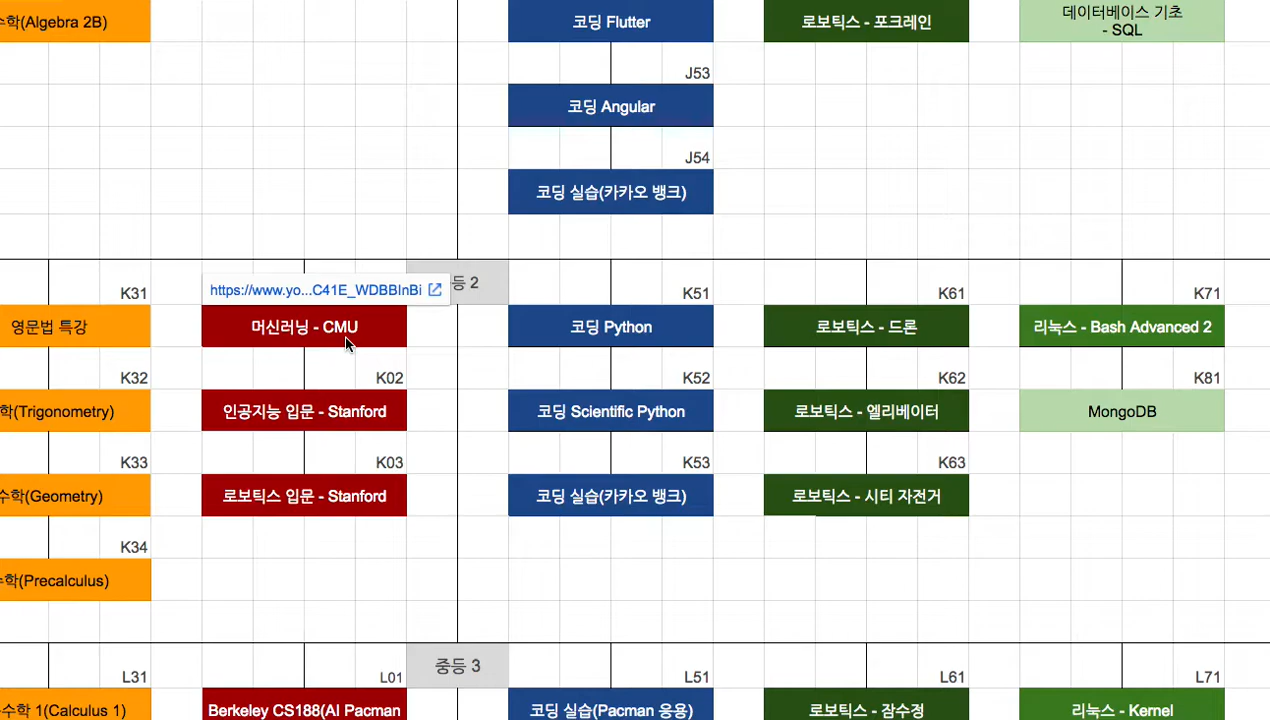 수학(Algebra 2B)
코딩 Flutter
로보틱스 - 포크레인
데이터베이스 기초
- SQL
J53
코딩 Angular
J54
코딩 실습(카카오 뱅크)
등 2
K31
https://www.yo...C41E_WDBBInBi
K51
K61
K71
영문법 특강
머신러닝 - CMU
코딩 Python
로보틱스 - 드론
리눅스 - Bash Advanced 2
K32
K02
K52
K62
K81
학(Trigonometry)
인공지능 입문 - Stanford
코딩 Scientific Python
로보틱스 - 엘리베이터
MongoDB
K33
K03
K53
K63
수학(Geometry)
로보틱스 입문 - Stanford
코딩 실습(카카오 뱅크)
로보틱스 - 시티 자전거
K34
수학(Precalculus)
중등 3
L31
L01
L51
L61
L71
수학 1(Calculus 1)
Berkeley CS188(AI Pacman
코딩 실습(Pacman 응용)
로보틱스 - 잠수정
리눅스 - Kernel